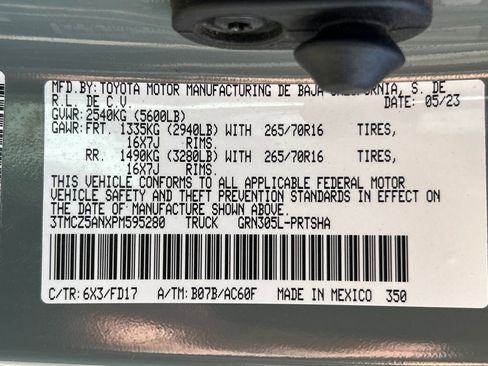 MFD.BY:TOYOTA MOTOR MANUFACTURING DE BAJA CALIFORNIA, S. DE
R.L. DE C.V. DATE: 05/23
GVWR:2540KG (5600LB)
GAWR:FRT. 1335KG (2940LB) WITH 265/70R16 TIRES,
16X7J RIMS.
RR. 1490KG (3280LB) WITH 265/70R16 TIRES,
16X7J RIMS.
THIS VEHICLE CONFORMS TO ALL APPLICABLE FEDERAL MOTOR
VEHICLE SAFETY AND THEFT PREVENTION STANDARDS IN EFFECT ON
THE DATE OF MANUFACTURE SHOWN ABOVE.
3TMCZ5ANXPM595280 TRUCK GRN305L-PRTSHA
C/TR:6X3/FD17 A/TM:B07B/AC60F MADE IN MEXICO 350